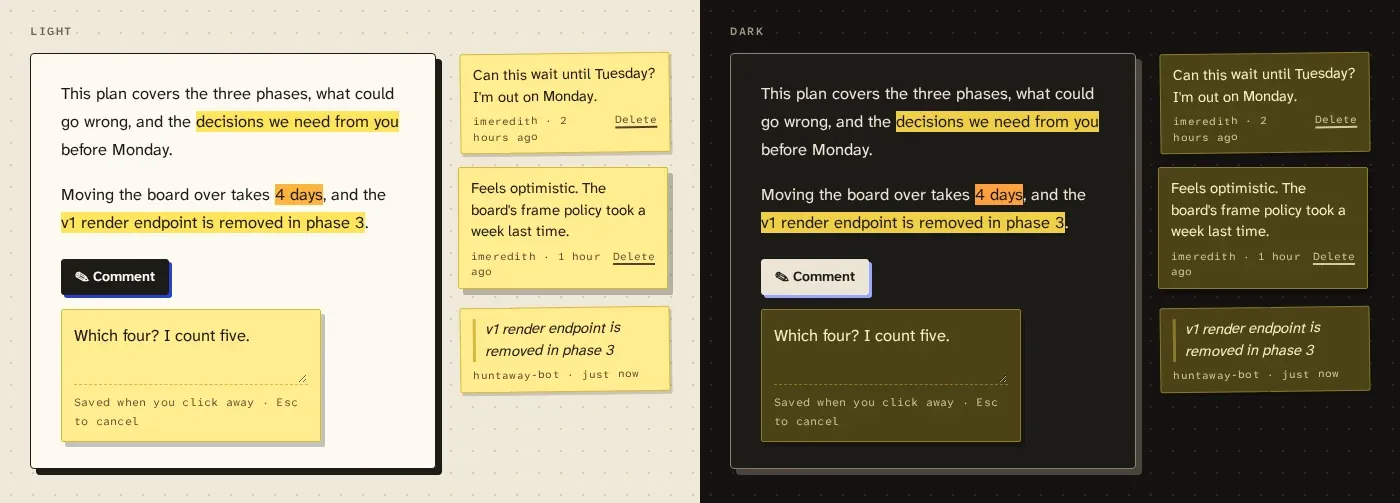 LIGHT
This plan covers the three phases, what could
go wrong, and the decisions we need from you
before Monday.
Moving the board over takes 4 days, and the
v1 render endpoint is removed in phase 3.
✎ Comment
Which four? I count five.
Saved when you click away · Esc
to cancel
Can this wait until Tuesday?
I'm out on Monday.
imeredith · 2
hours ago
Delete
Feels optimistic. The
board's frame policy took a
week last time.
imeredith · 1 hour
ago
Delete
v1 render endpoint is
removed in phase 3
huntaway-bot · just now
DARK
This plan covers the three phases, what could
go wrong, and the decisions we need from you
before Monday.
Moving the board over takes 4 days, and the
v1 render endpoint is removed in phase 3.
✎ Comment
Which four? I count five.
Saved when you click away · Esc
to cancel
Can this wait until Tuesday?
I'm out on Monday.
imeredith · 2
hours ago
Delete
Feels optimistic. The
board's frame policy took a
week last time.
imeredith · 1 hour
ago
Delete
v1 render endpoint is
removed in phase 3
huntaway-bot · just now